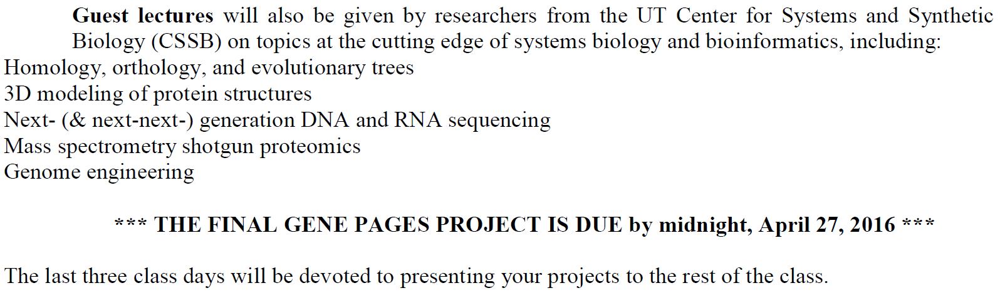 Guest lectures will also be given by researchers from the UT Center for Systems and Synthetic
Biology (CSSB) on topics at the cutting edge of systems biology and bioinformatics, including:
Homology, orthology, and evolutionary trees
3D modeling of protein structures
Next- (& next-next-) generation DNA and RNA sequencing
Mass spectrometry shotgun proteomics
Genome engineering
*** THE FINAL GENE PAGES PROJECT IS DUE by midnight, April 27, 2016 ***
The last three class days will be devoted to presenting your projects to the rest of the class.